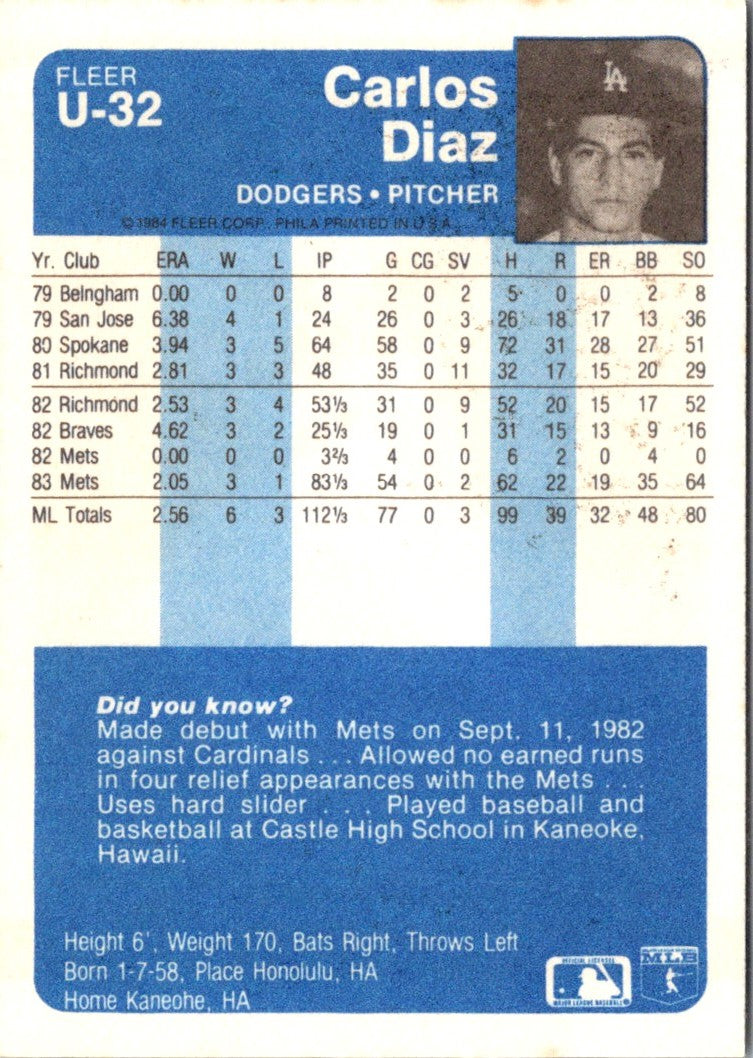 FLEER
U-32
Carlos
Diaz
DODGERS • PITCHER
© 1984 FLEER CORP. PHILA PRINTED IN U.S.A.
LA
Yr. Club ERA W L IP G CG SV H R ER BB SO
79 Belngham 0.00 0 0 8 2 0 2 5 0 0 2 8
79 San Jose 6.38 4 1 24 26 0 3 26 18 17 13 36
80 Spokane 3.94 3 5 64 58 0 9 72 31 28 27 51
81 Richmond 2.81 3 3 48 35 0 11 32 17 15 20 29
82 Richmond 2.53 3 4 53⅓ 31 0 9 52 20 15 17 52
82 Braves 4.62 3 2 25⅓ 19 0 1 31 15 13 9 16
82 Mets 0.00 0 0 3⅔ 4 0 0 6 2 0 4 0
83 Mets 2.05 3 1 83⅓ 54 0 2 62 22 19 35 64
ML Totals 2.56 6 3 112⅓ 77 0 3 99 39 32 48 80
Did you know?
Made debut with Mets on Sept. 11, 1982
against Cardinals . . . Allowed no earned runs
in four relief appearances with the Mets . . .
Uses hard slider . . . Played baseball and
basketball at Castle High School in Kaneoke,
Hawaii.
Height 6', Weight 170, Bats Right, Throws Left
Born 1-7-58, Place Honolulu, HA
Home Kaneohe, HA
OFFICIAL LICENSEE
MAJOR LEAGUE BASEBALL
MLB